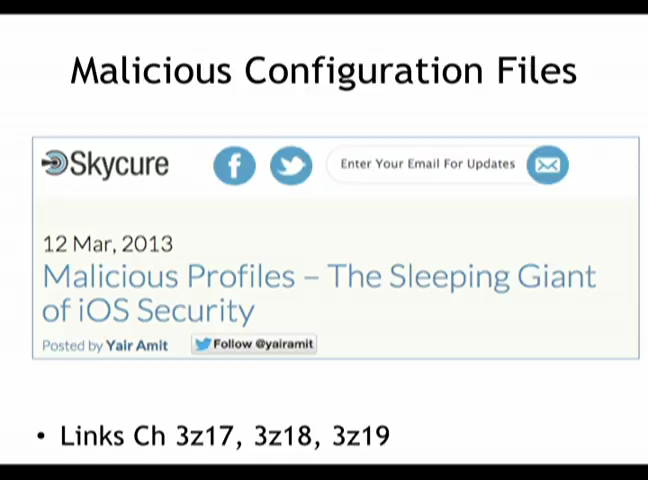 Malicious Configuration Files
Skycure
Enter Your Email For Updates
12 Mar, 2013
Malicious Profiles – The Sleeping Giant
of iOS Security
Posted by Yair Amit
Follow @yairamit
• Links Ch 3z17, 3z18, 3z19